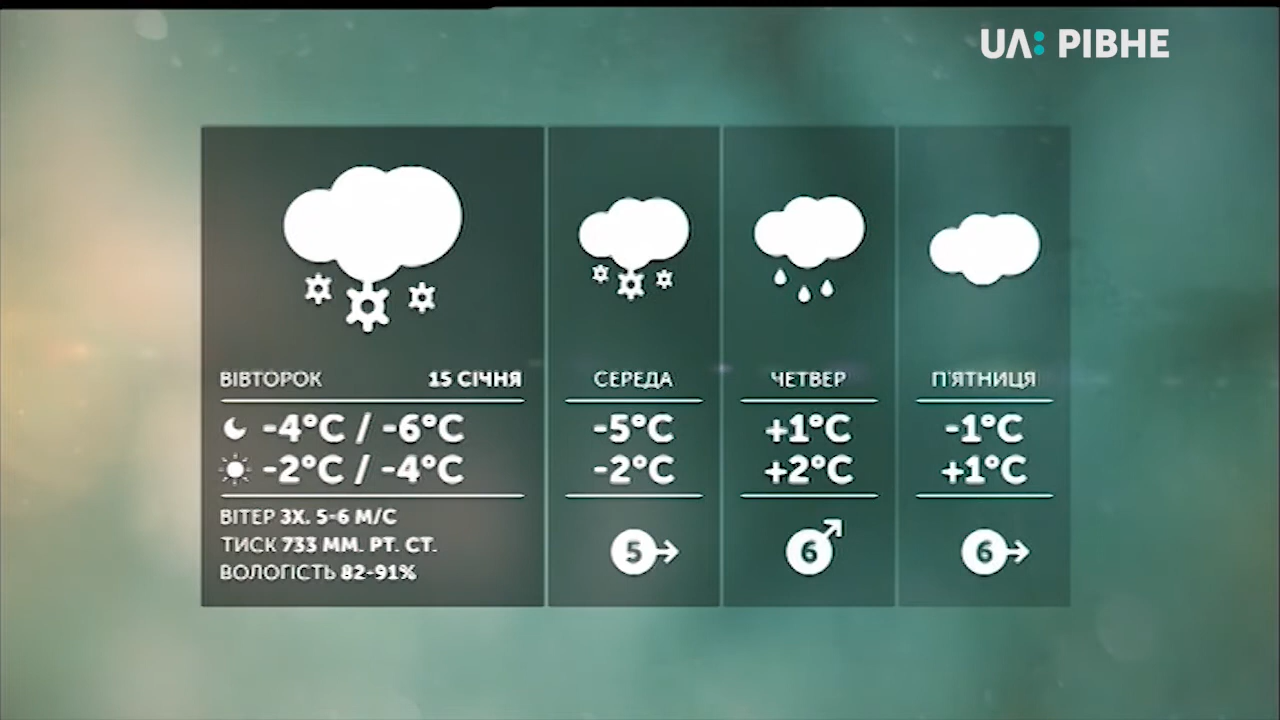 UA: РІВНЕ
ВІВТОРОК 15 СІЧНЯ
-4°C / -6°C
-2°C / -4°C
ВІТЕР ЗХ. 5-6 М/С
ТИСК 733 ММ. РТ. СТ.
ВОЛОГІСТЬ 82-91%
СЕРЕДА
-5°C
-2°C
5
ЧЕТВЕР
+1°C
+2°C
6
П'ЯТНИЦЯ
-1°C
+1°C
6